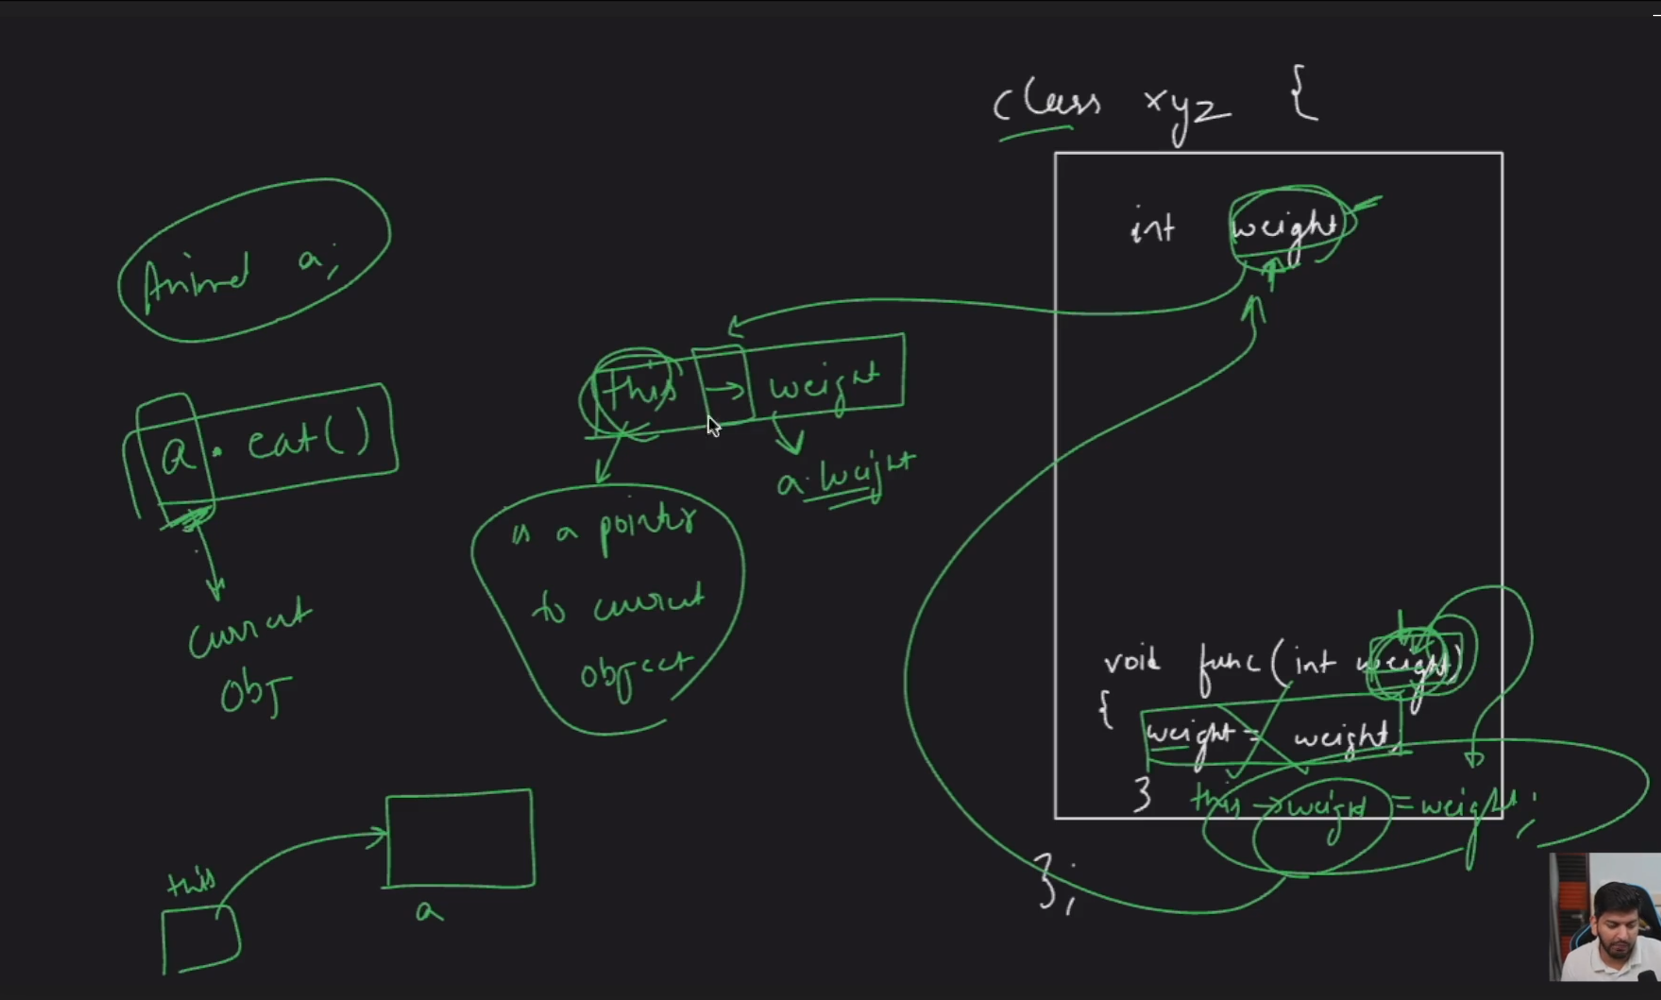 class xyz {
int weight
Animal a;
this → weight
a.weight
a.eat()
is a pointer
to current
object
current
obj
void func(int weight)
{
weight = weight
}
this → weight = weight;
};
this
a